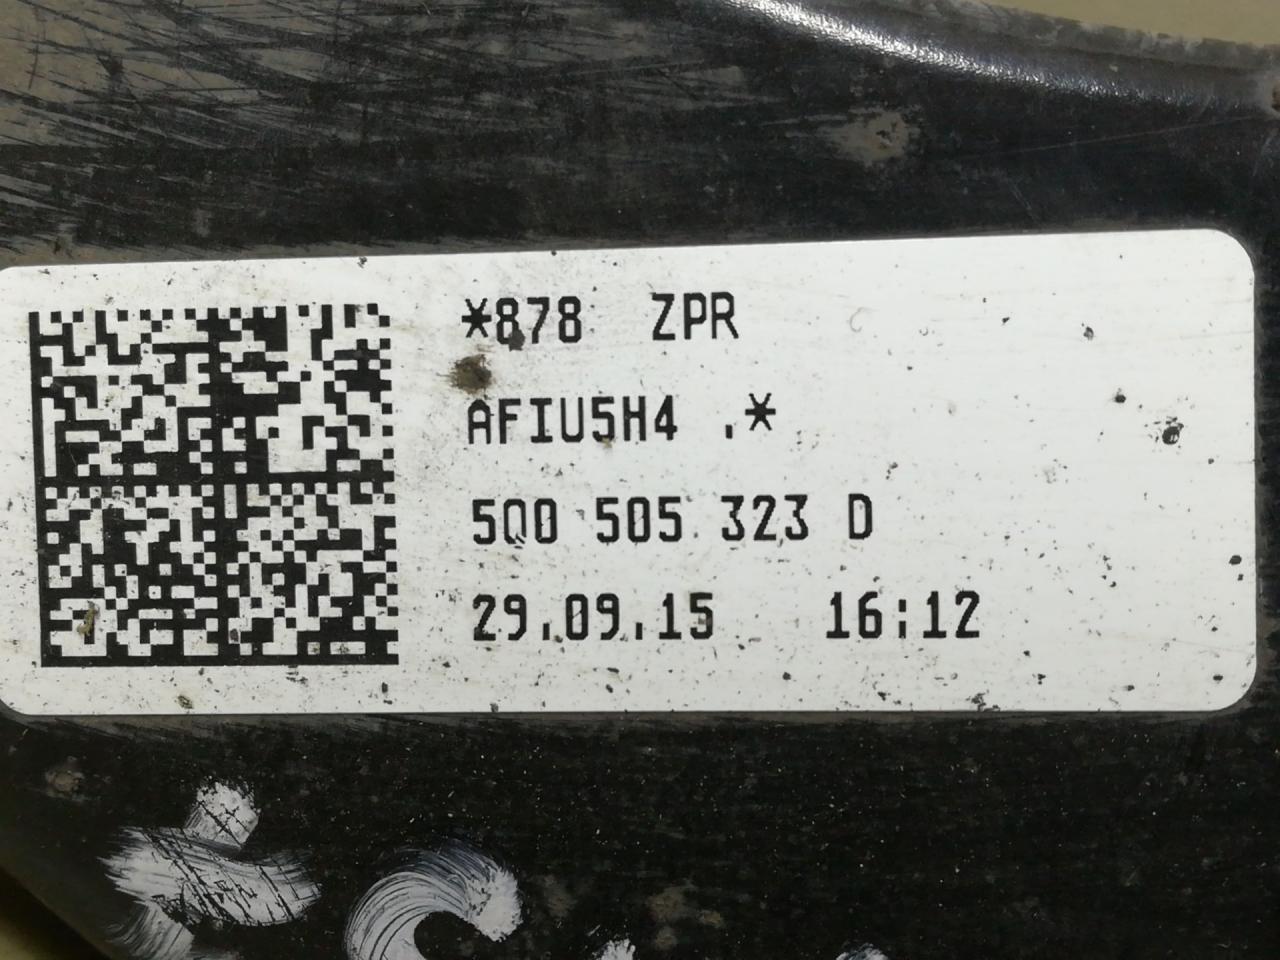 *878 ZPR
AFIU5H4 .*
5Q0 505 323 D
29.09.15 16:12